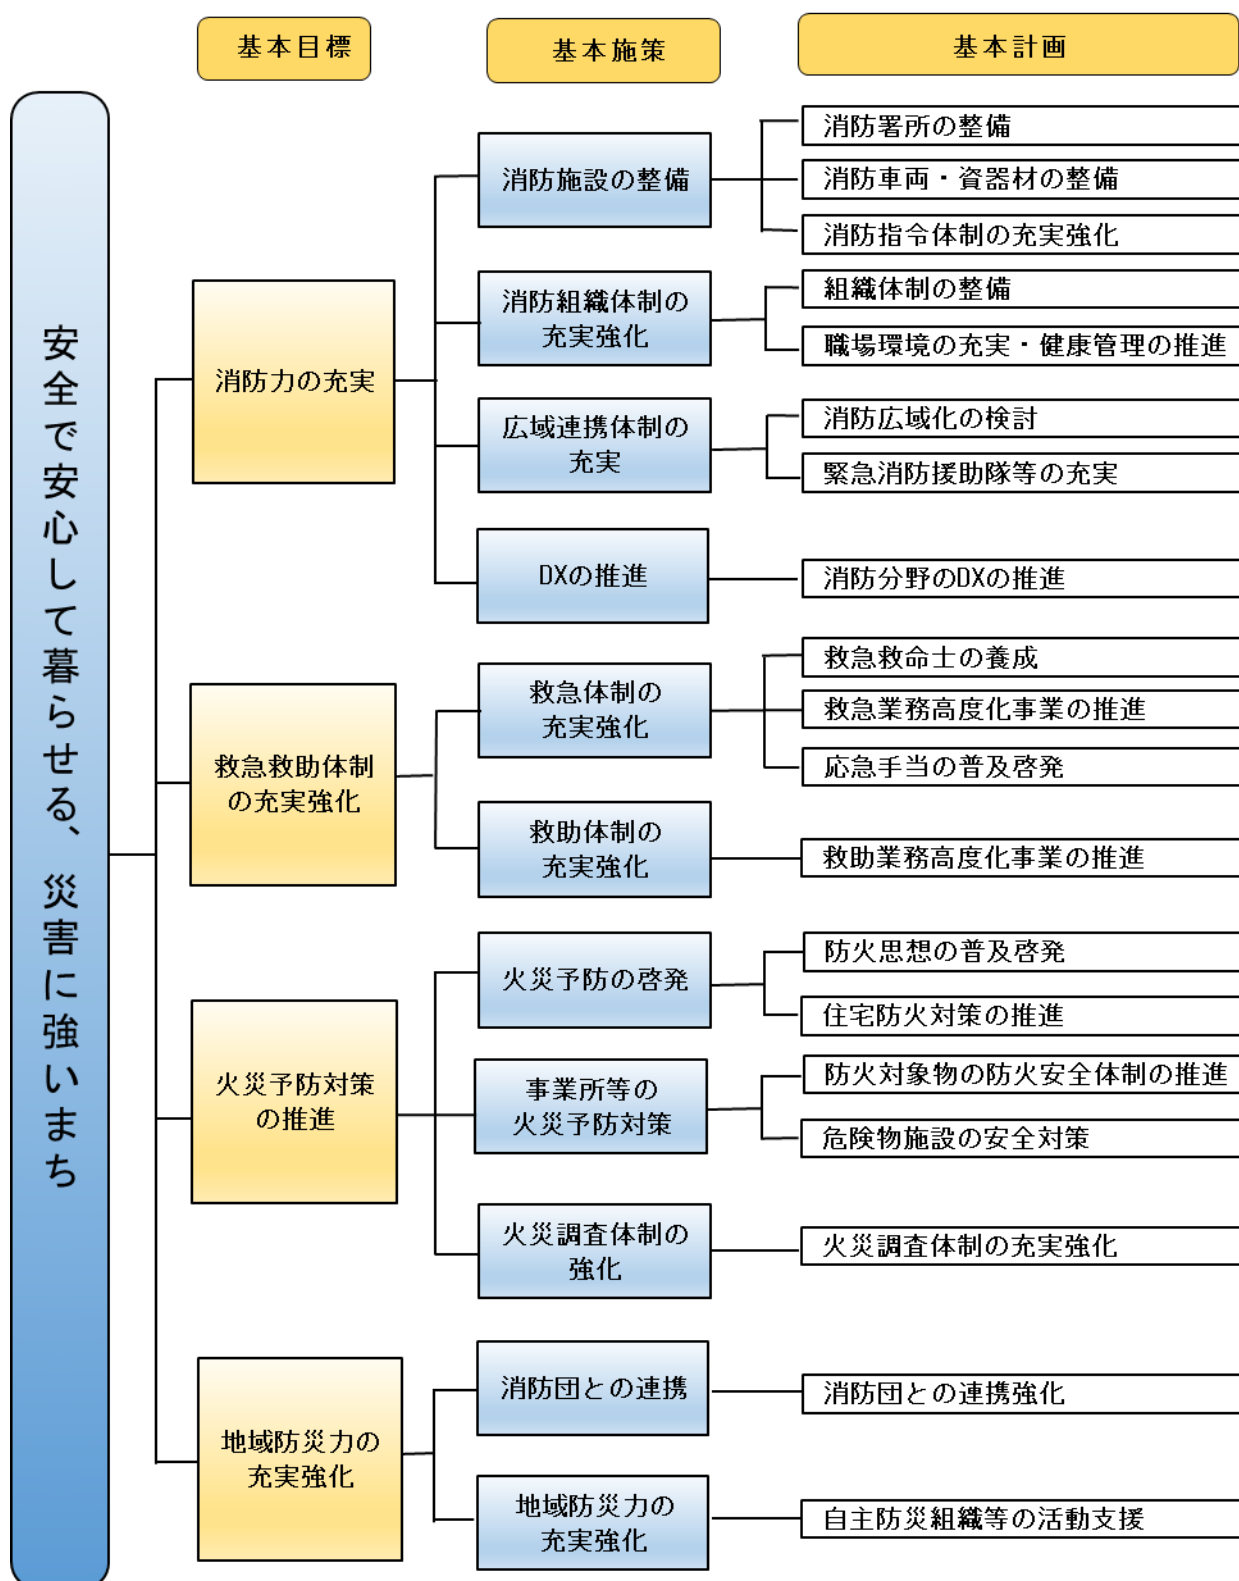 基本目標
基本施策
基本計画
安全で安心して暮らせる、災害に強いまち
消防力の充実
消防施設の整備
消防署所の整備
消防車両・資器材の整備
消防指令体制の充実強化
消防組織体制の
充実強化
組織体制の整備
職場環境の充実・健康管理の推進
広域連携体制の
充実
消防広域化の検討
緊急消防援助隊等の充実
DXの推進
消防分野のDXの推進
救急救助体制
の充実強化
救急体制の
充実強化
救急救命士の養成
救急業務高度化事業の推進
応急手当の普及啓発
救助体制の
充実強化
救助業務高度化事業の推進
火災予防対策
の推進
火災予防の啓発
防火思想の普及啓発
住宅防火対策の推進
事業所等の
火災予防対策
防火対象物の防火安全体制の推進
危険物施設の安全対策
火災調査体制の
強化
火災調査体制の充実強化
地域防災力の
充実強化
消防団との連携
消防団との連携強化
地域防災力の
充実強化
自主防災組織等の活動支援